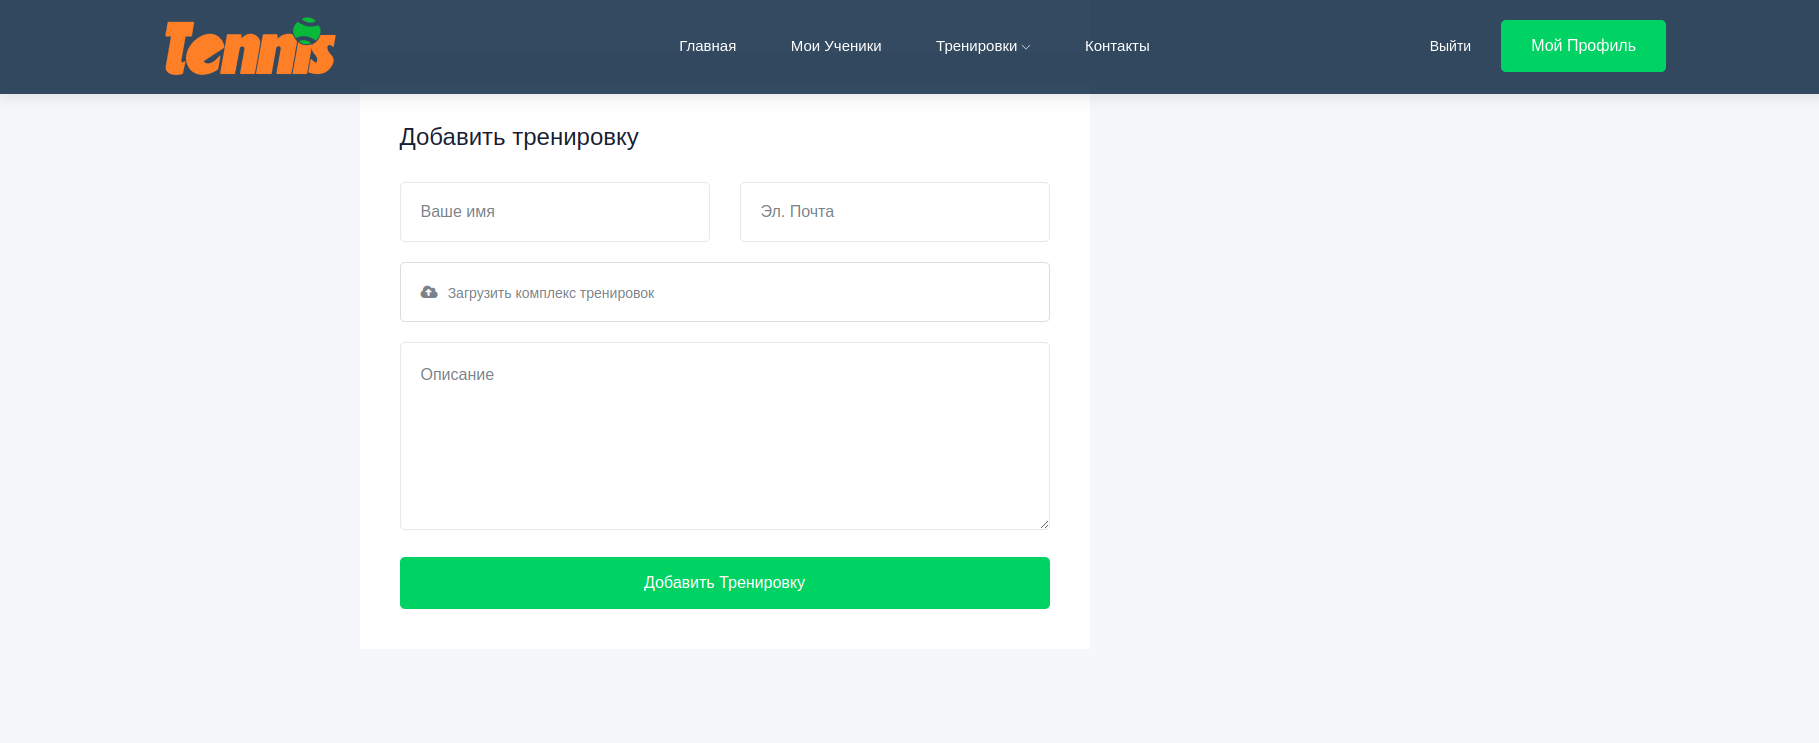 Tennis
Главная
Мои Ученики
Тренировки
Контакты
Выйти
Мой Профиль
Добавить тренировку
Ваше имя
Эл. Почта
Загрузить комплекс тренировок
Описание
Добавить Тренировку